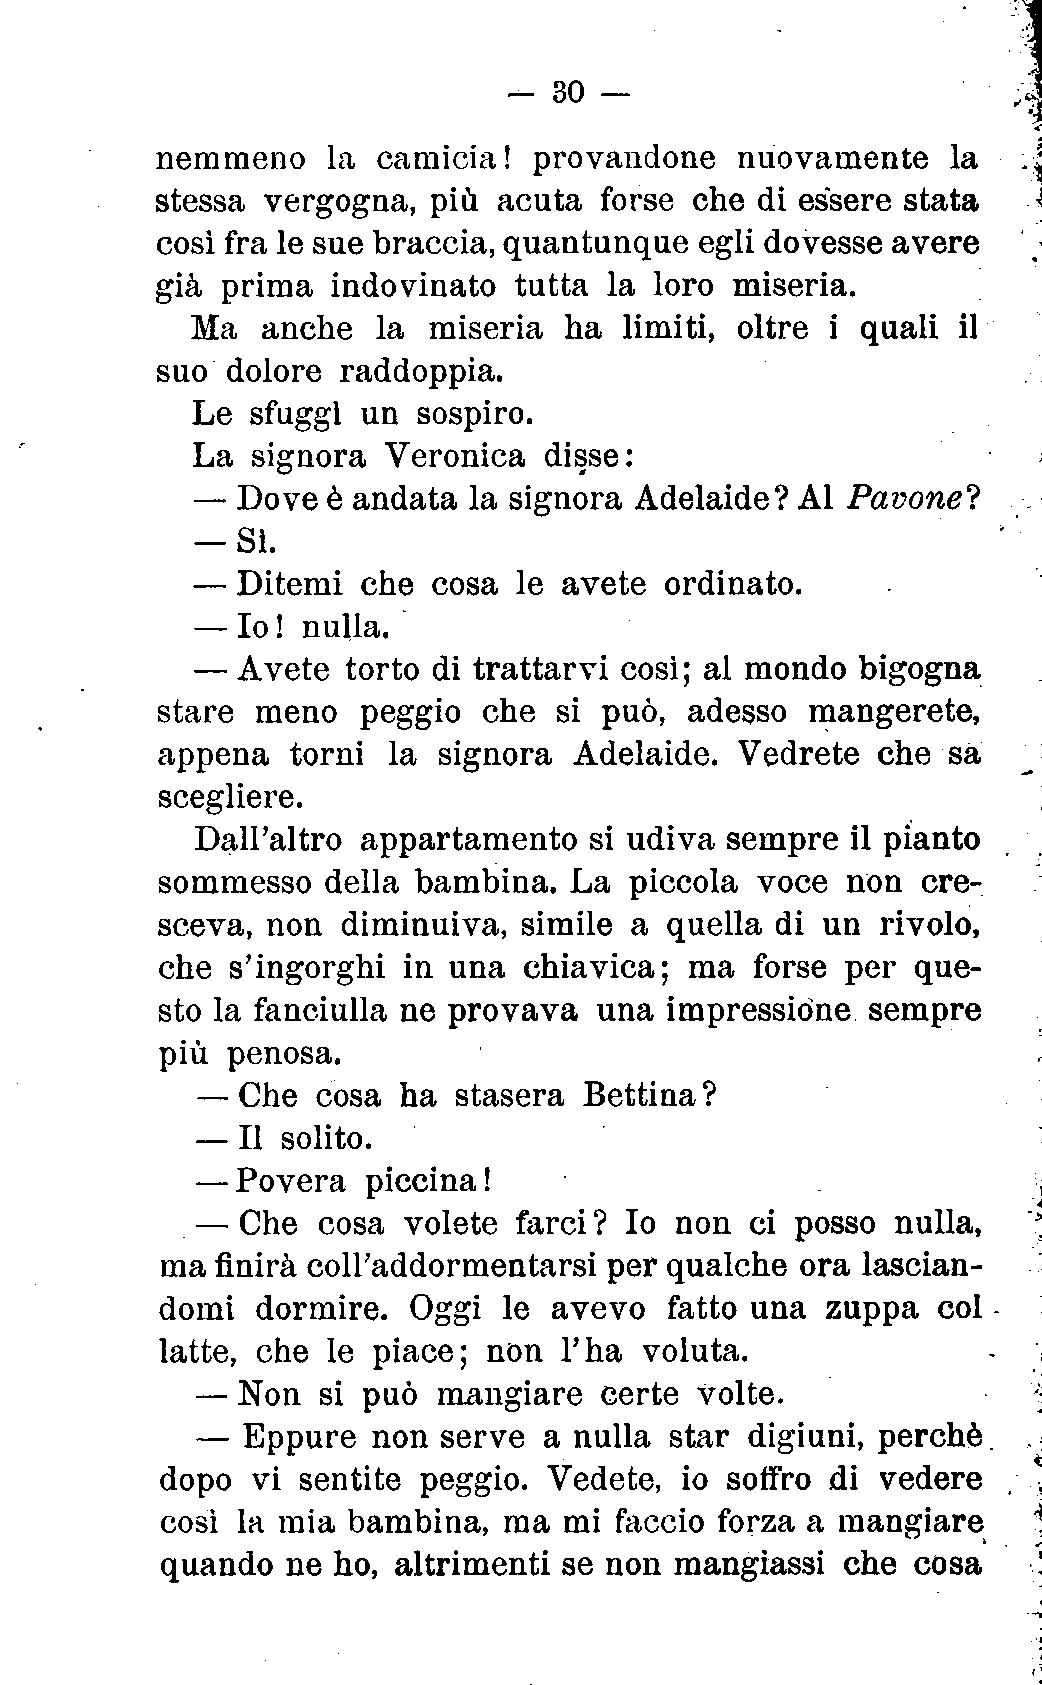 — 30 —
nemmeno la camicia! provandone nuovamente la
stessa vergogna, più acuta forse che di essere stata
così fra le sue braccia, quantunque egli dovesse avere
già prima indovinato tutta la loro miseria.
Ma anche la miseria ha limiti, oltre i quali il
suo dolore raddoppia.
Le sfuggì un sospiro.
La signora Veronica disse:
— Dove è andata la signora Adelaide? Al Pavone?
— Sì.
— Ditemi che cosa le avete ordinato.
— Io! nulla.
— Avete torto di trattarvi così; al mondo bigogna
stare meno peggio che si può, adesso mangerete,
appena torni la signora Adelaide. Vedrete che sa
scegliere.
Dall'altro appartamento si udiva sempre il pianto
sommesso della bambina. La piccola voce non cre-
sceva, non diminuiva, simile a quella di un rivolo,
che s'ingorghi in una chiavica; ma forse per que-
sto la fanciulla ne provava una impressione sempre
più penosa.
— Che cosa ha stasera Bettina?
— Il solito.
— Povera piccina!
— Che cosa volete farci? Io non ci posso nulla,
ma finirà coll'addormentarsi per qualche ora lascian-
domi dormire. Oggi le avevo fatto una zuppa col
latte, che le piace; non l'ha voluta.
— Non si può mangiare certe volte.
— Eppure non serve a nulla star digiuni, perchè
dopo vi sentite peggio. Vedete, io soffro di vedere
così la mia bambina, ma mi faccio forza a mangiare
quando ne ho, altrimenti se non mangiassi che cosa